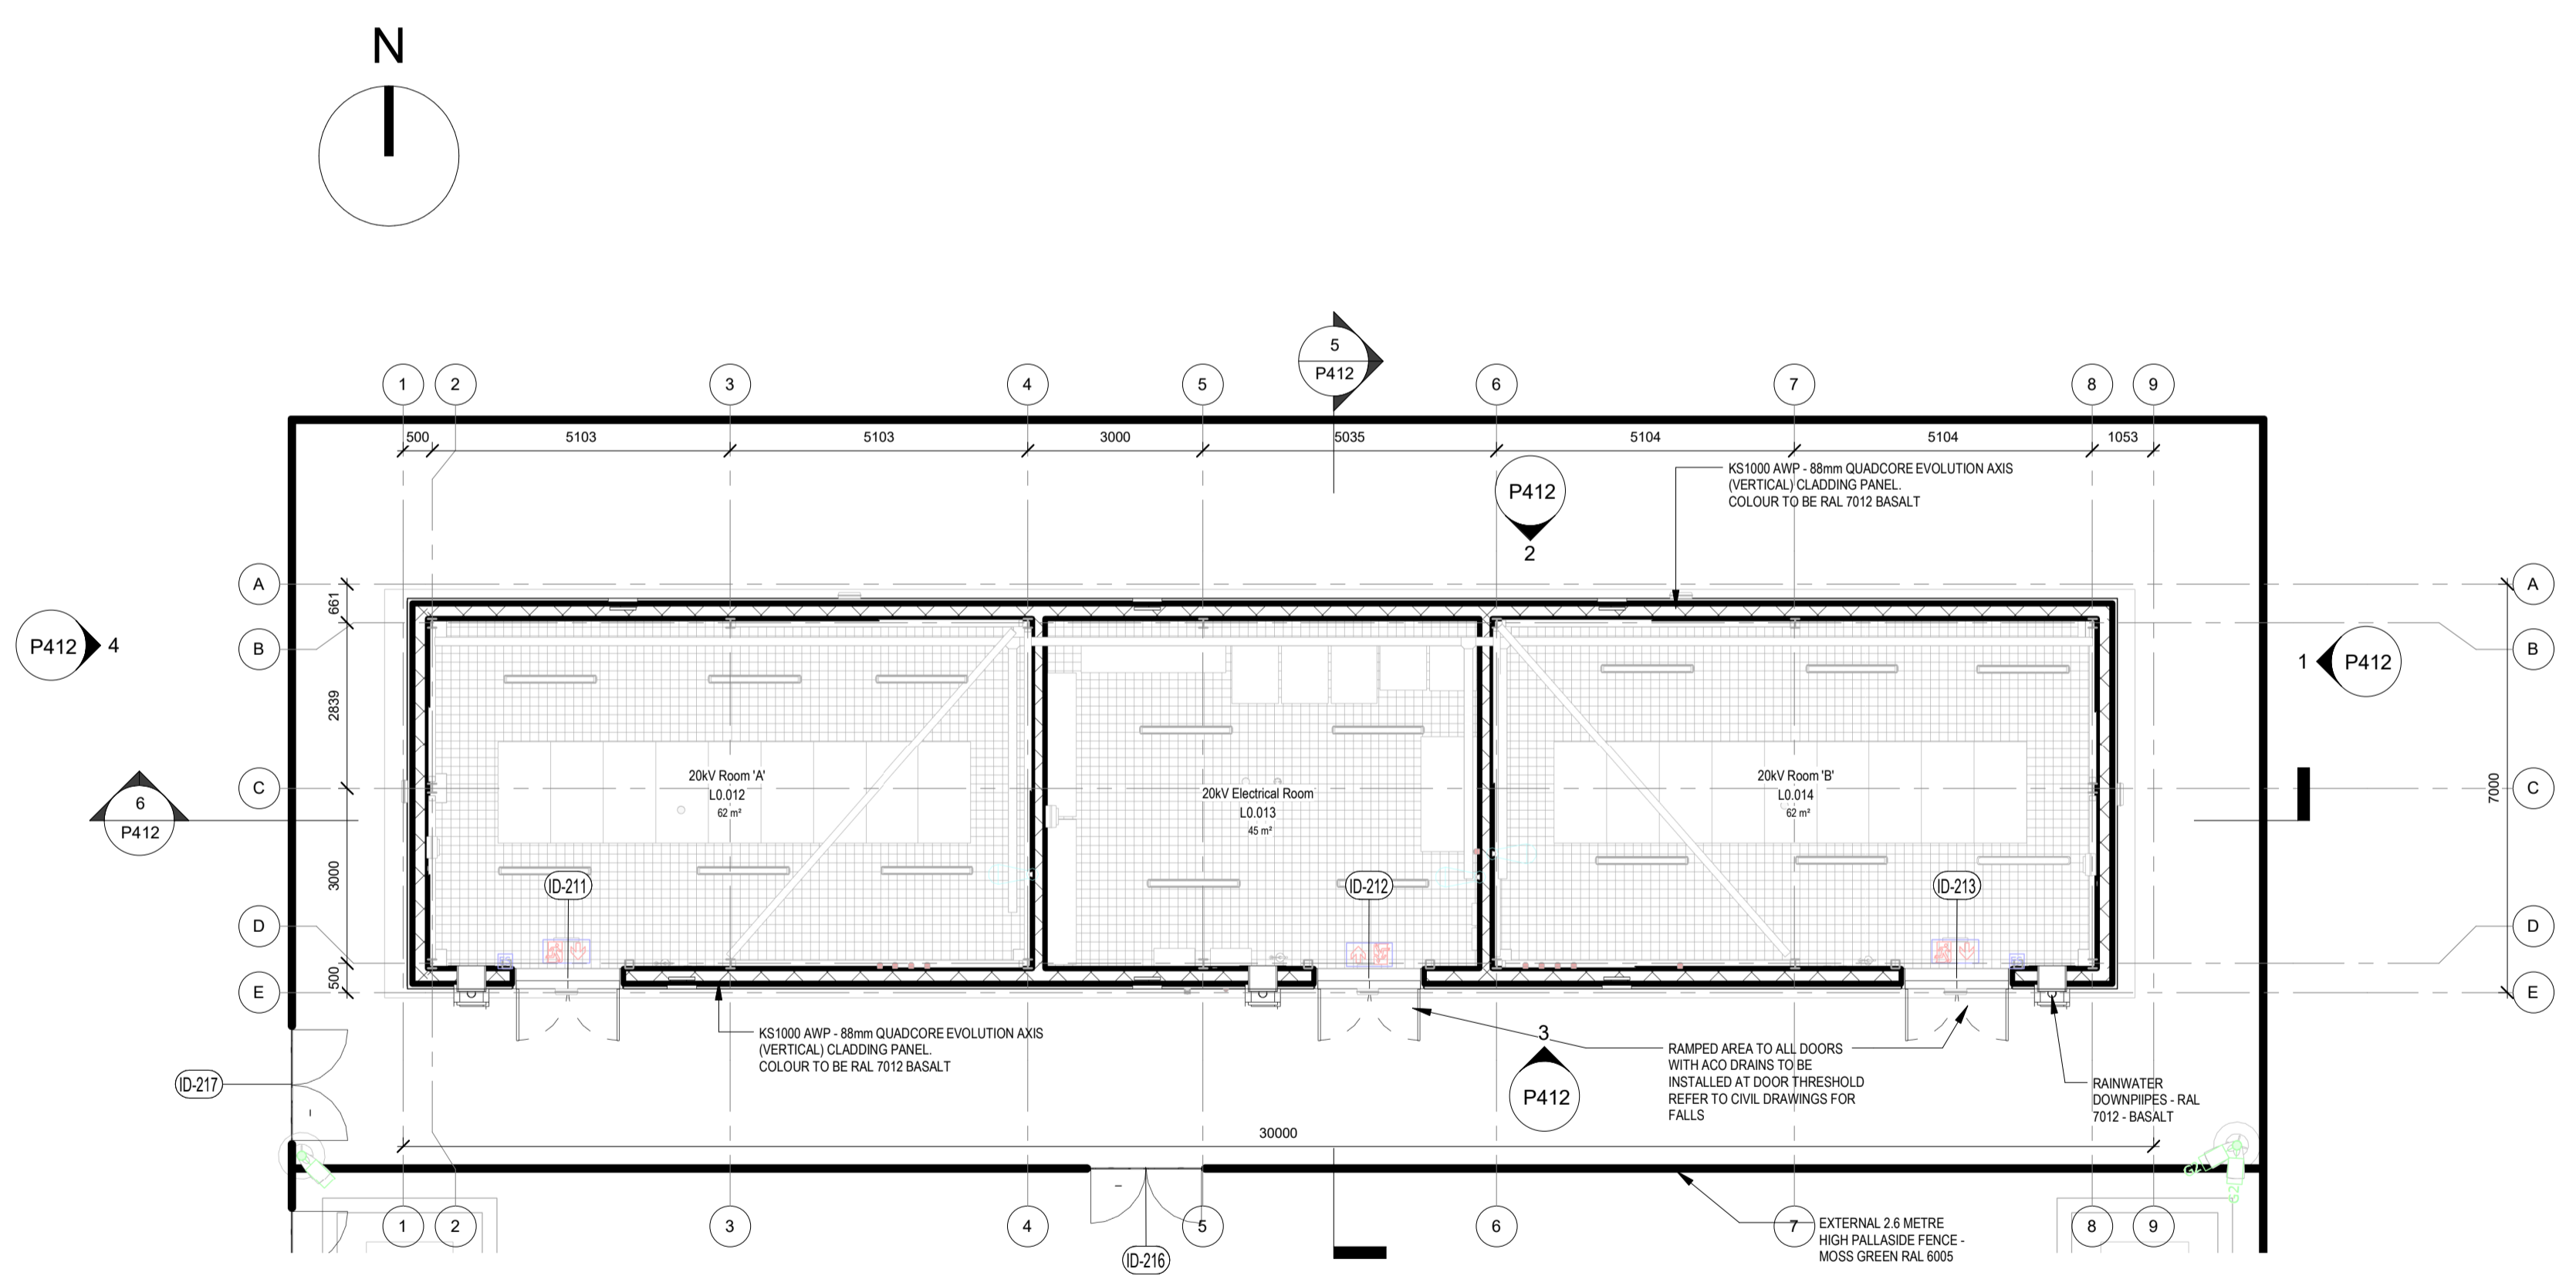 N
5
P412
1 2 3 4 5 6 7 8 9
500 5103 5103 3000 5035 5104 5104 1053
KS1000 AWP - 88mm QUADCORE EVOLUTION AXIS
(VERTICAL) CLADDING PANEL.
COLOUR TO BE RAL 7012 BASALT
P412
2
A
661
A
B
B
P412 4
1 P412
2839
20kV Room 'A'
L0.012
62 m²
20kV Electrical Room
L0.013
45 m²
20kV Room 'B'
L0.014
62 m²
C
C
7000
6
P412
3000
ID-211
ID-212
ID-213
D
D
500
E
E
KS1000 AWP - 88mm QUADCORE EVOLUTION AXIS
(VERTICAL) CLADDING PANEL.
COLOUR TO BE RAL 7012 BASALT
3
P412
RAMPED AREA TO ALL DOORS
WITH ACO DRAINS TO BE
INSTALLED AT DOOR THRESHOLD
REFER TO CIVIL DRAWINGS FOR
FALLS
RAINWATER
DOWNPIIPES - RAL
7012 - BASALT
ID-217
30000
G2
G2
1 2 3 4 5 6 7 8 9
EXTERNAL 2.6 METRE
HIGH PALLASIDE FENCE -
MOSS GREEN RAL 6005
ID-216